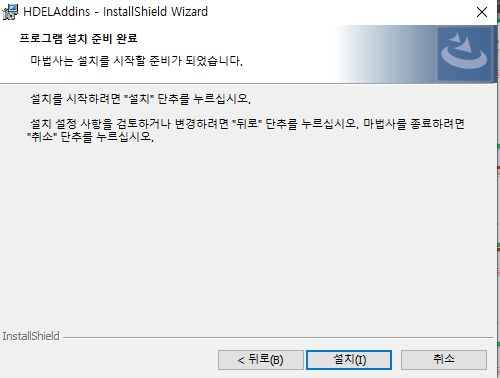 HDELAddins - InstallShield Wizard
프로그램 설치 준비 완료
마법사는 설치를 시작할 준비가 되었습니다.
설치를 시작하려면 "설치" 단추를 누르십시오.
설치 설정 사항을 검토하거나 변경하려면 "뒤로" 단추를 누르십시오. 마법사를 종료하려면
"취소" 단추를 누르십시오.
InstallShield
< 뒤로(B)
설치(I)
취소